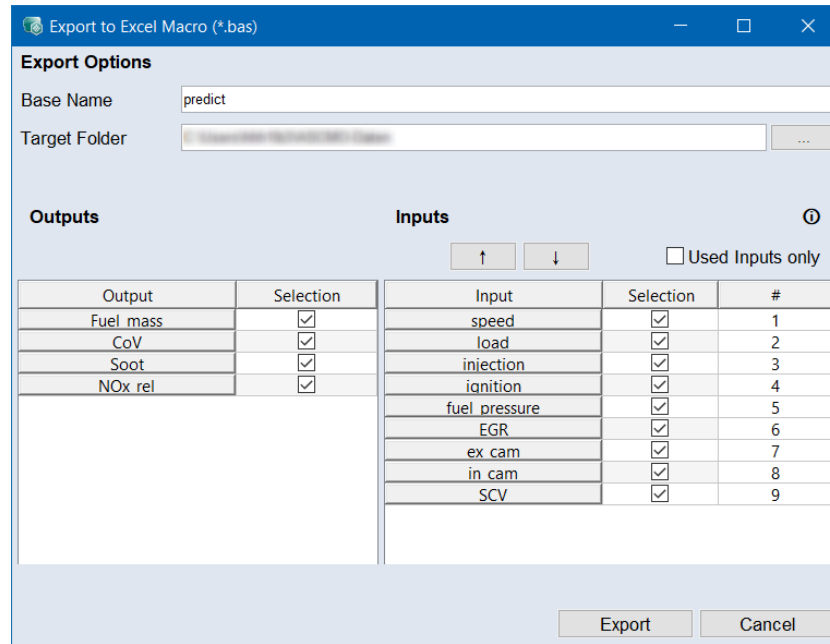 Export to Excel Macro (*.bas)
Export Options
Base Name predict
Target Folder ...
Outputs Inputs
↑ ↓ Used Inputs only
Output Selection Input Selection #
Fuel_mass speed 1
CoV load 2
Soot injection 3
NOx_rel ignition 4
fuel_pressure 5
EGR 6
ex_cam 7
in_cam 8
SCV 9
Export Cancel